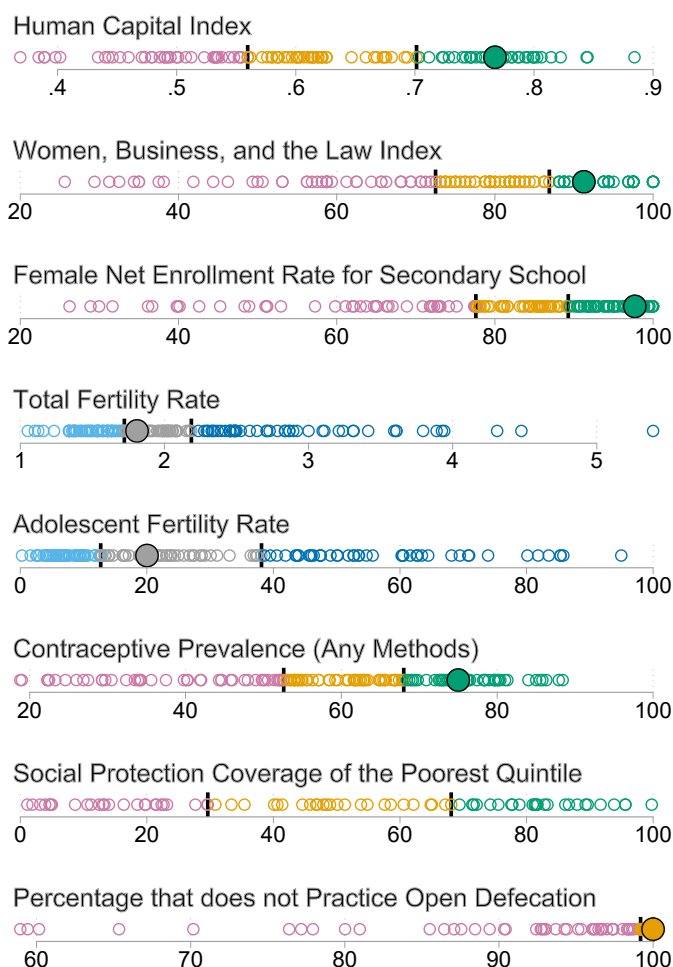 Human Capital Index
.4 .5 .6 .7 .8 .9
Women, Business, and the Law Index
20 40 60 80 100
Female Net Enrollment Rate for Secondary School
20 40 60 80 100
Total Fertility Rate
1 2 3 4 5
Adolescent Fertility Rate
0 20 40 60 80 100
Contraceptive Prevalence (Any Methods)
20 40 60 80 100
Social Protection Coverage of the Poorest Quintile
0 20 40 60 80 100
Percentage that does not Practice Open Defecation
60 70 80 90 100